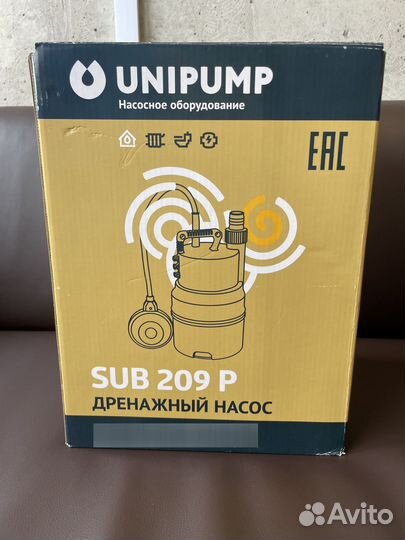 UNIPUMP
Насосное оборудование
EAC
SUB 209 P
ДРЕНАЖНЫЙ НАСОС
Avito